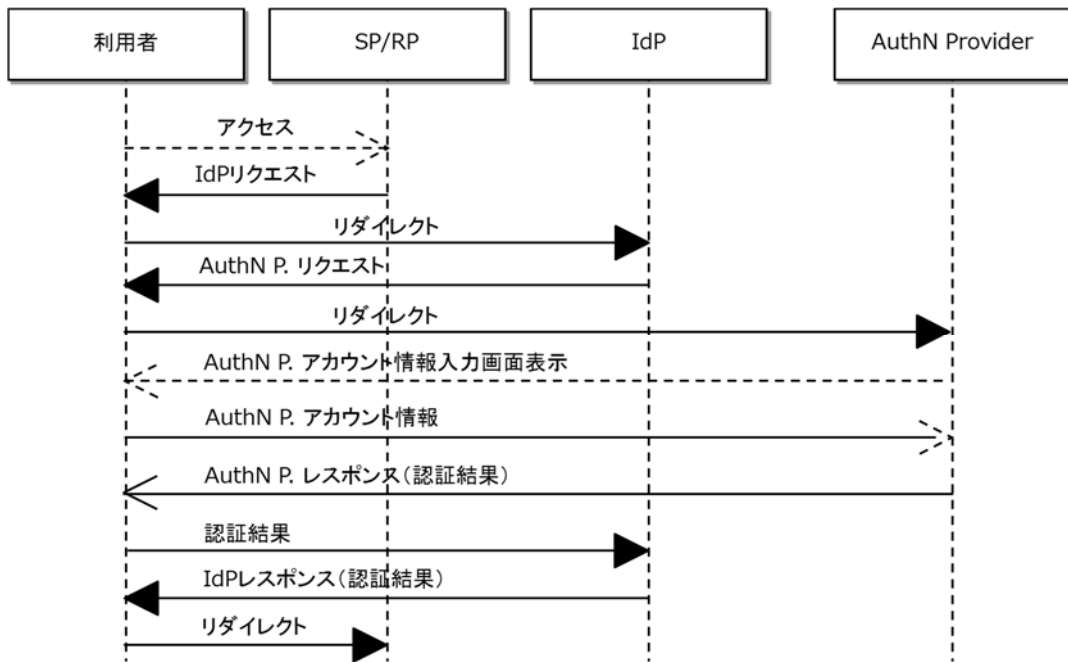 利用者 SP/RP IdP AuthN Provider
アクセス
IdPリクエスト
リダイレクト
AuthN P. リクエスト
リダイレクト
AuthN P. アカウント情報入力画面表示
AuthN P. アカウント情報
AuthN P. レスポンス(認証結果)
認証結果
IdPレスポンス(認証結果)
リダイレクト